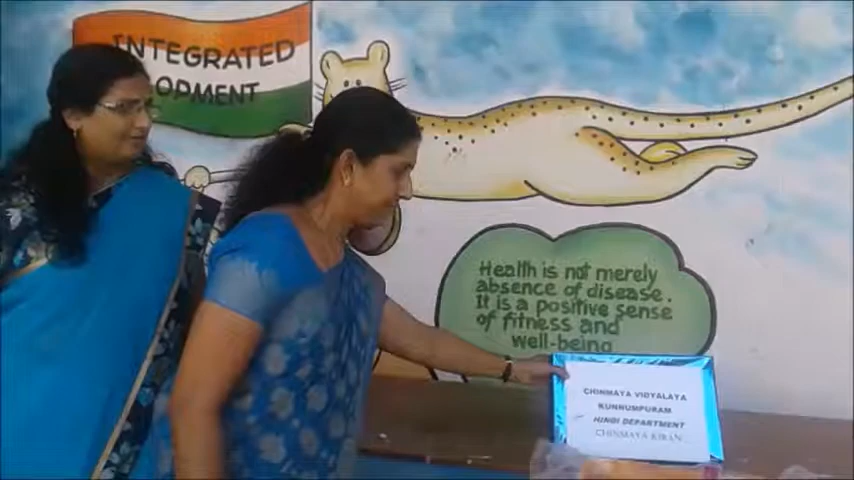 INTEGRATED
Health is not merely
absence of disease
It is a positive sense
of fitness and
well-being
CHINMAYA VIDYALAYA
KUNNUMPURAM
HINDI DEPARTMENT
CHINMAYA KIRAN